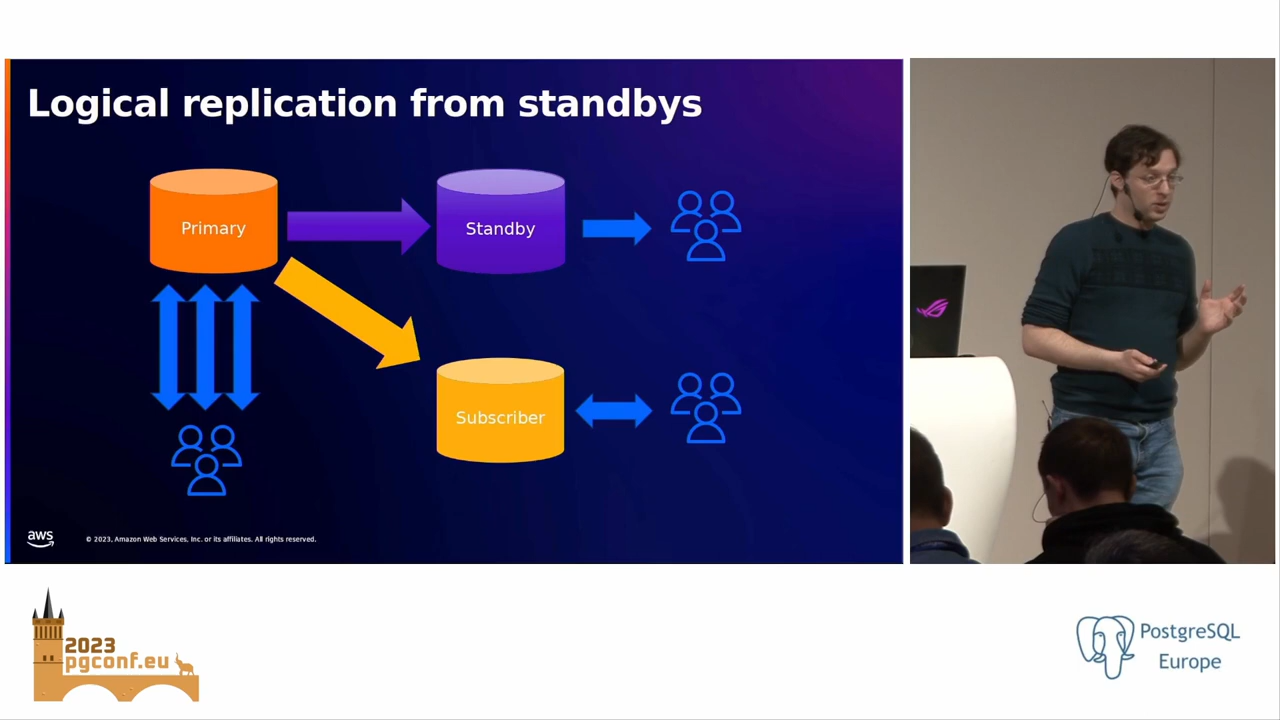 Logical replication from standbys
Primary
Standby
Subscriber
aws
© 2023, Amazon Web Services, Inc. or its affiliates. All rights reserved.
2023
pgconf.eu
PostgreSQL
Europe